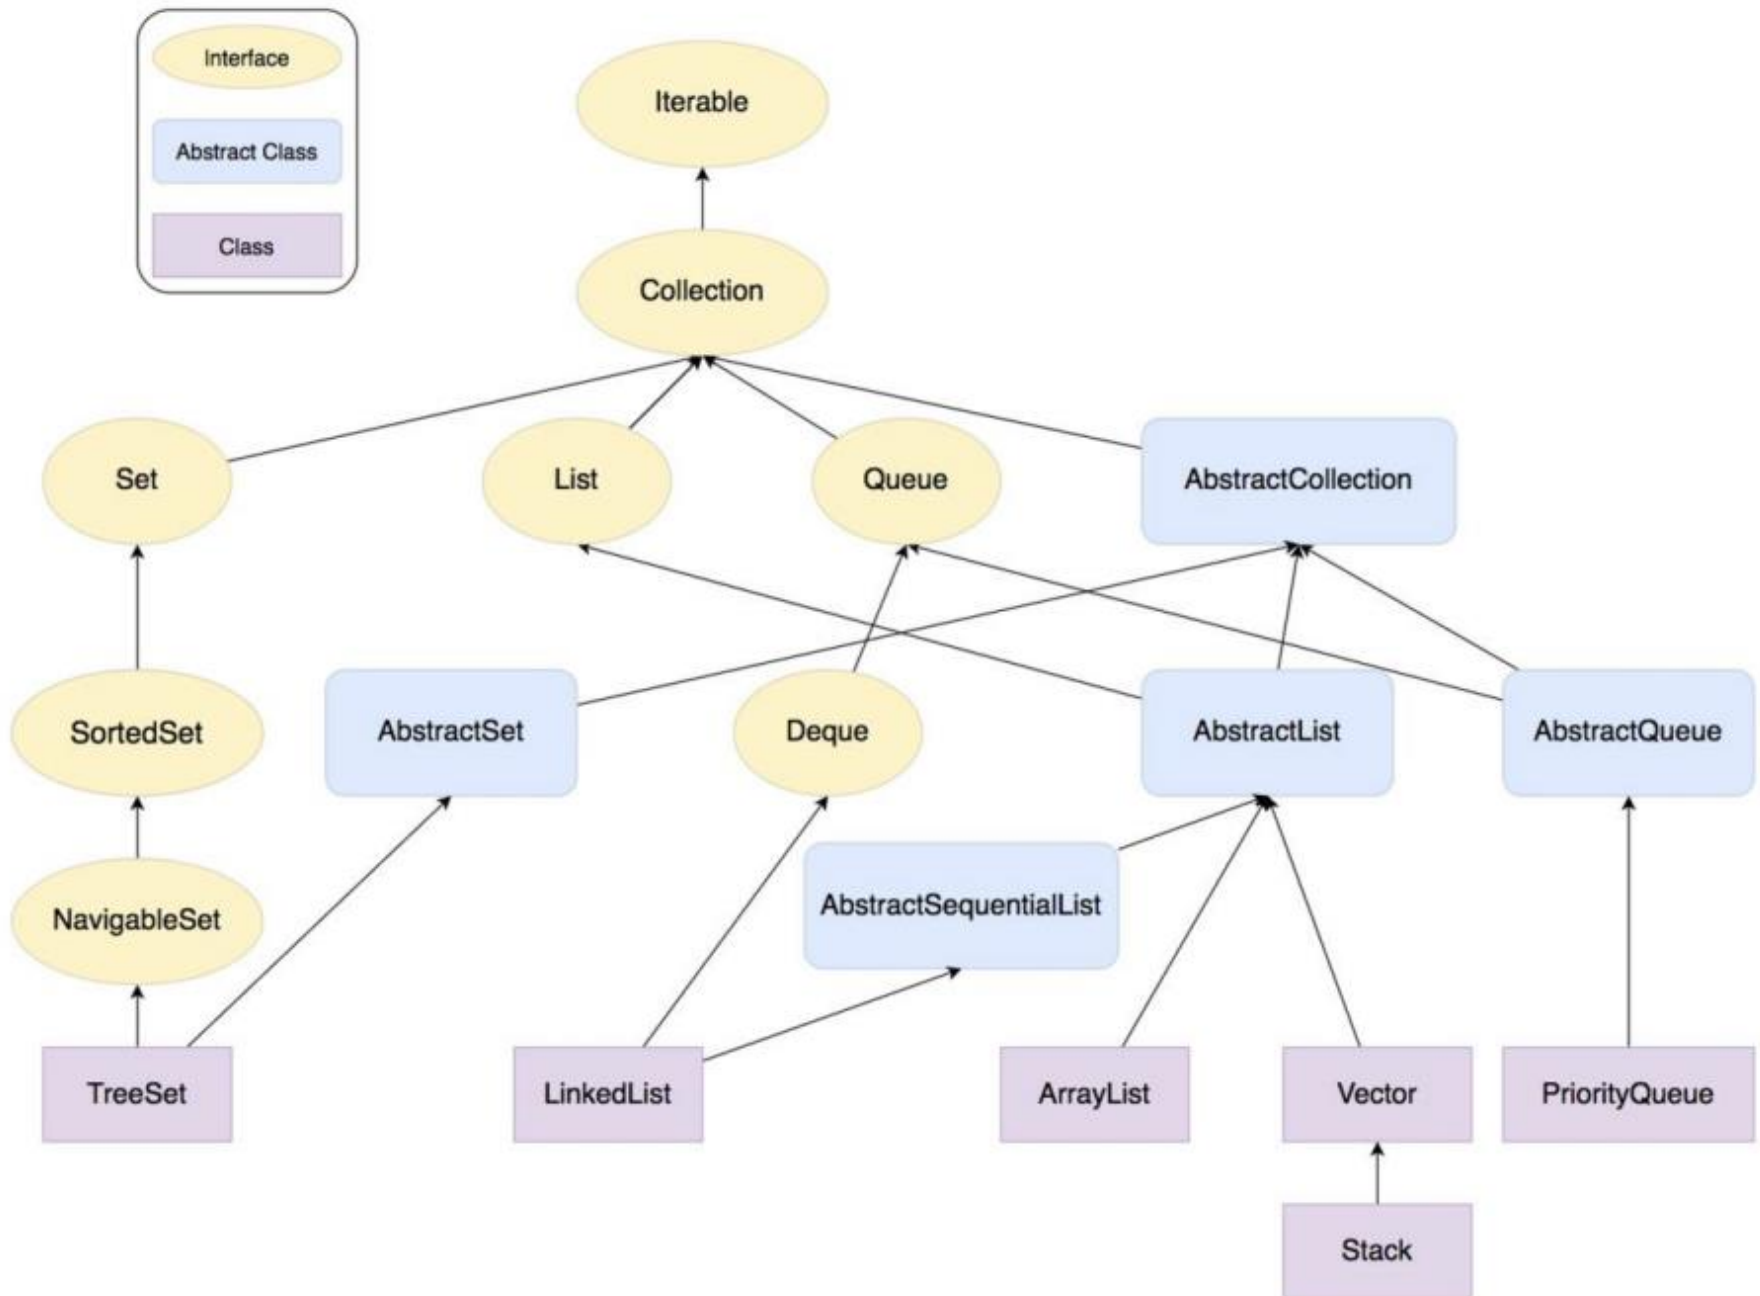 Interface
Abstract Class
Class
Iterable
Collection
Set
List
Queue
AbstractCollection
SortedSet
AbstractSet
Deque
AbstractList
AbstractQueue
NavigableSet
AbstractSequentialList
TreeSet
LinkedList
ArrayList
Vector
PriorityQueue
Stack